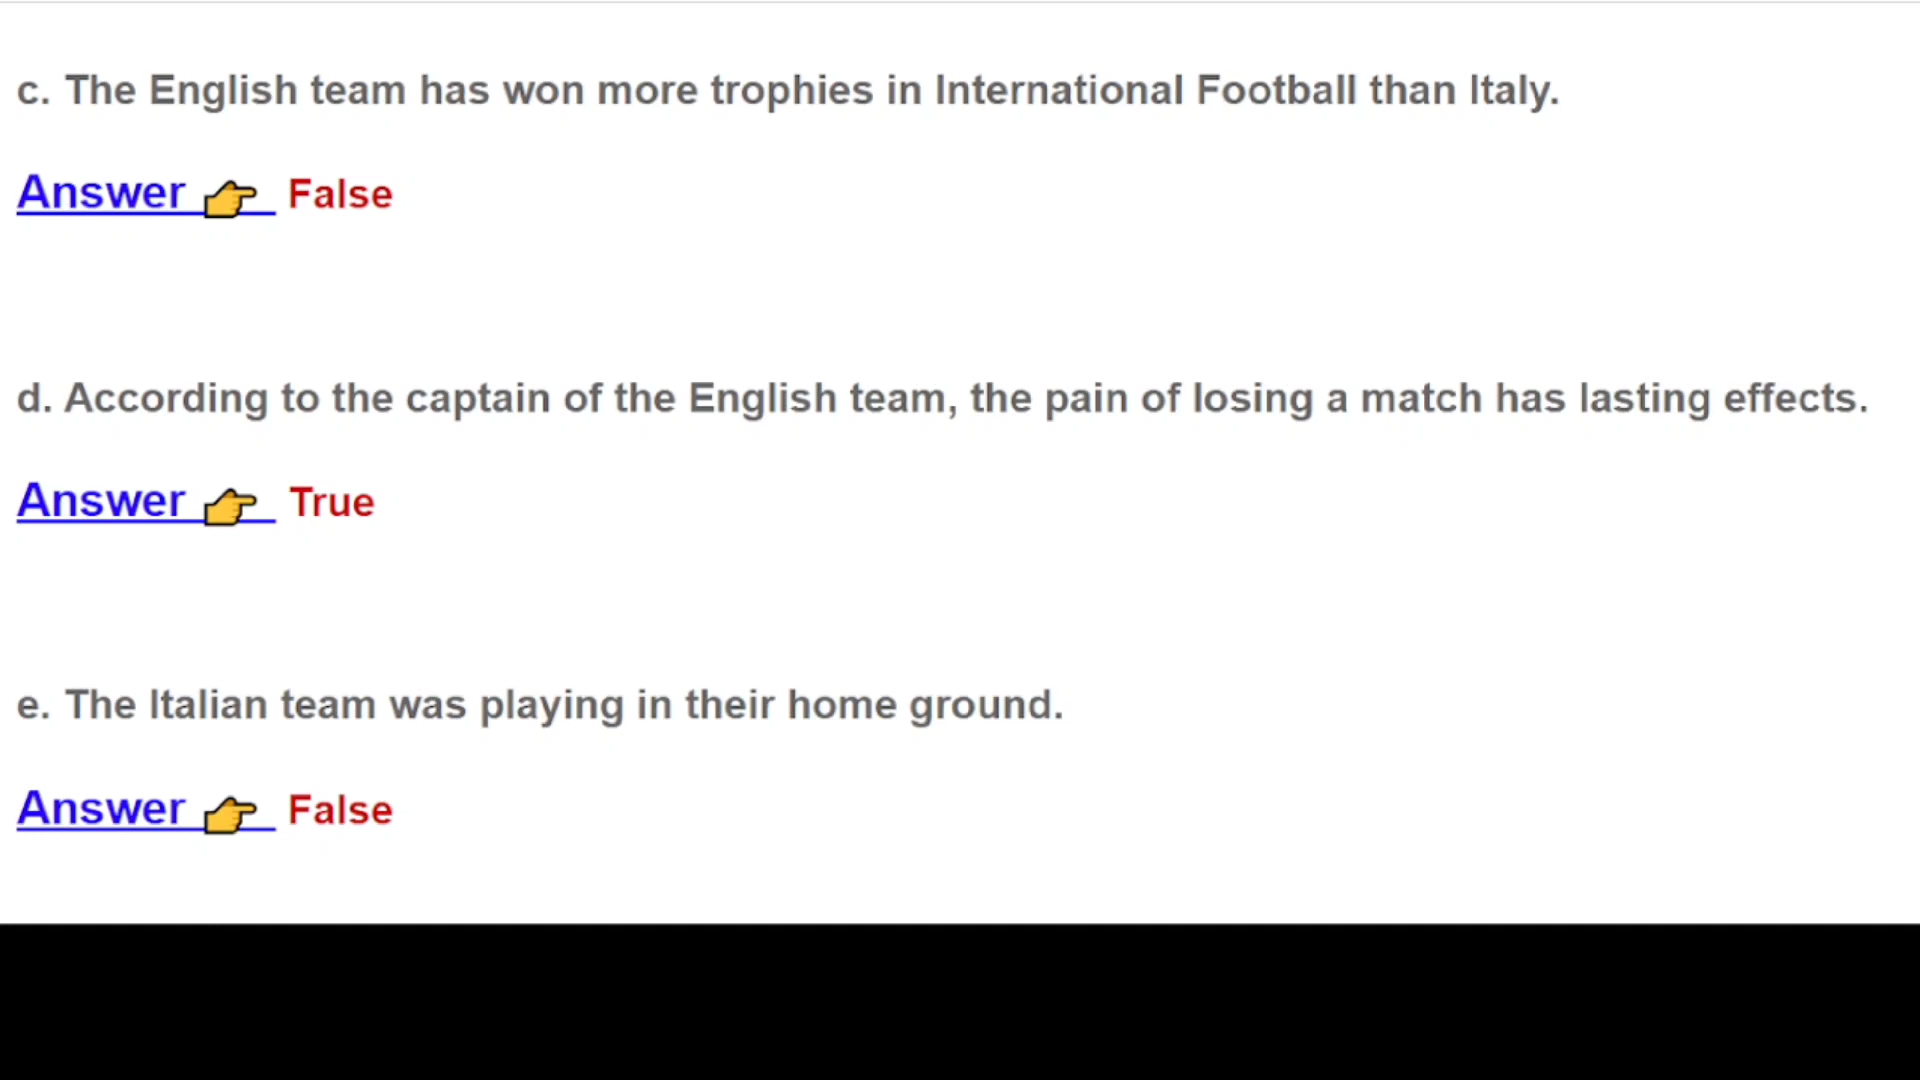 c. The English team has won more trophies in International Football than Italy.
Answer 👉 False
d. According to the captain of the English team, the pain of losing a match has lasting effects.
Answer 👉 True
e. The Italian team was playing in their home ground.
Answer 👉 False